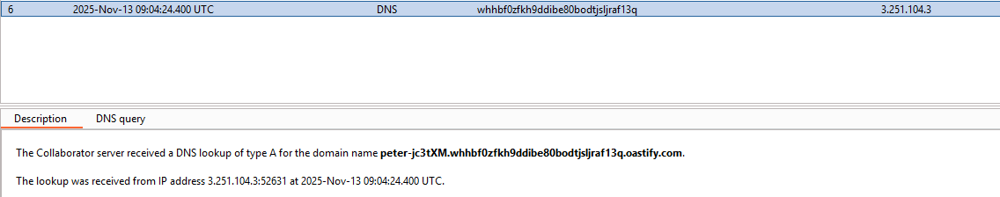 6 2025-Nov-13 09:04:24.400 UTC DNS whhbf0zfkh9ddibe80bodtjsljraf13q 3.251.104.3
Description DNS query
The Collaborator server received a DNS lookup of type A for the domain name peter-jc3tXM.whhbf0zfkh9ddibe80bodtjsljraf13q.oastify.com.
The lookup was received from IP address 3.251.104.3:52631 at 2025-Nov-13 09:04:24.400 UTC.